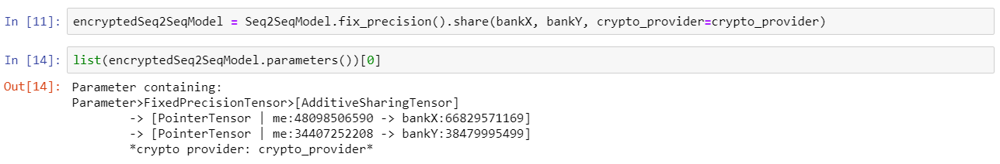 In [11]: encryptedSeq2SeqModel = Seq2SeqModel.fix_precision().share(bankX, bankY, crypto_provider=crypto_provider)
In [14]: list(encryptedSeq2SeqModel.parameters())[0]
Out[14]: Parameter containing:
Parameter>FixedPrecisionTensor>[AdditiveSharingTensor]
-> [PointerTensor | me:48098506590 -> bankX:66829571169]
-> [PointerTensor | me:34407252208 -> bankY:38479995499]
*crypto provider: crypto_provider*